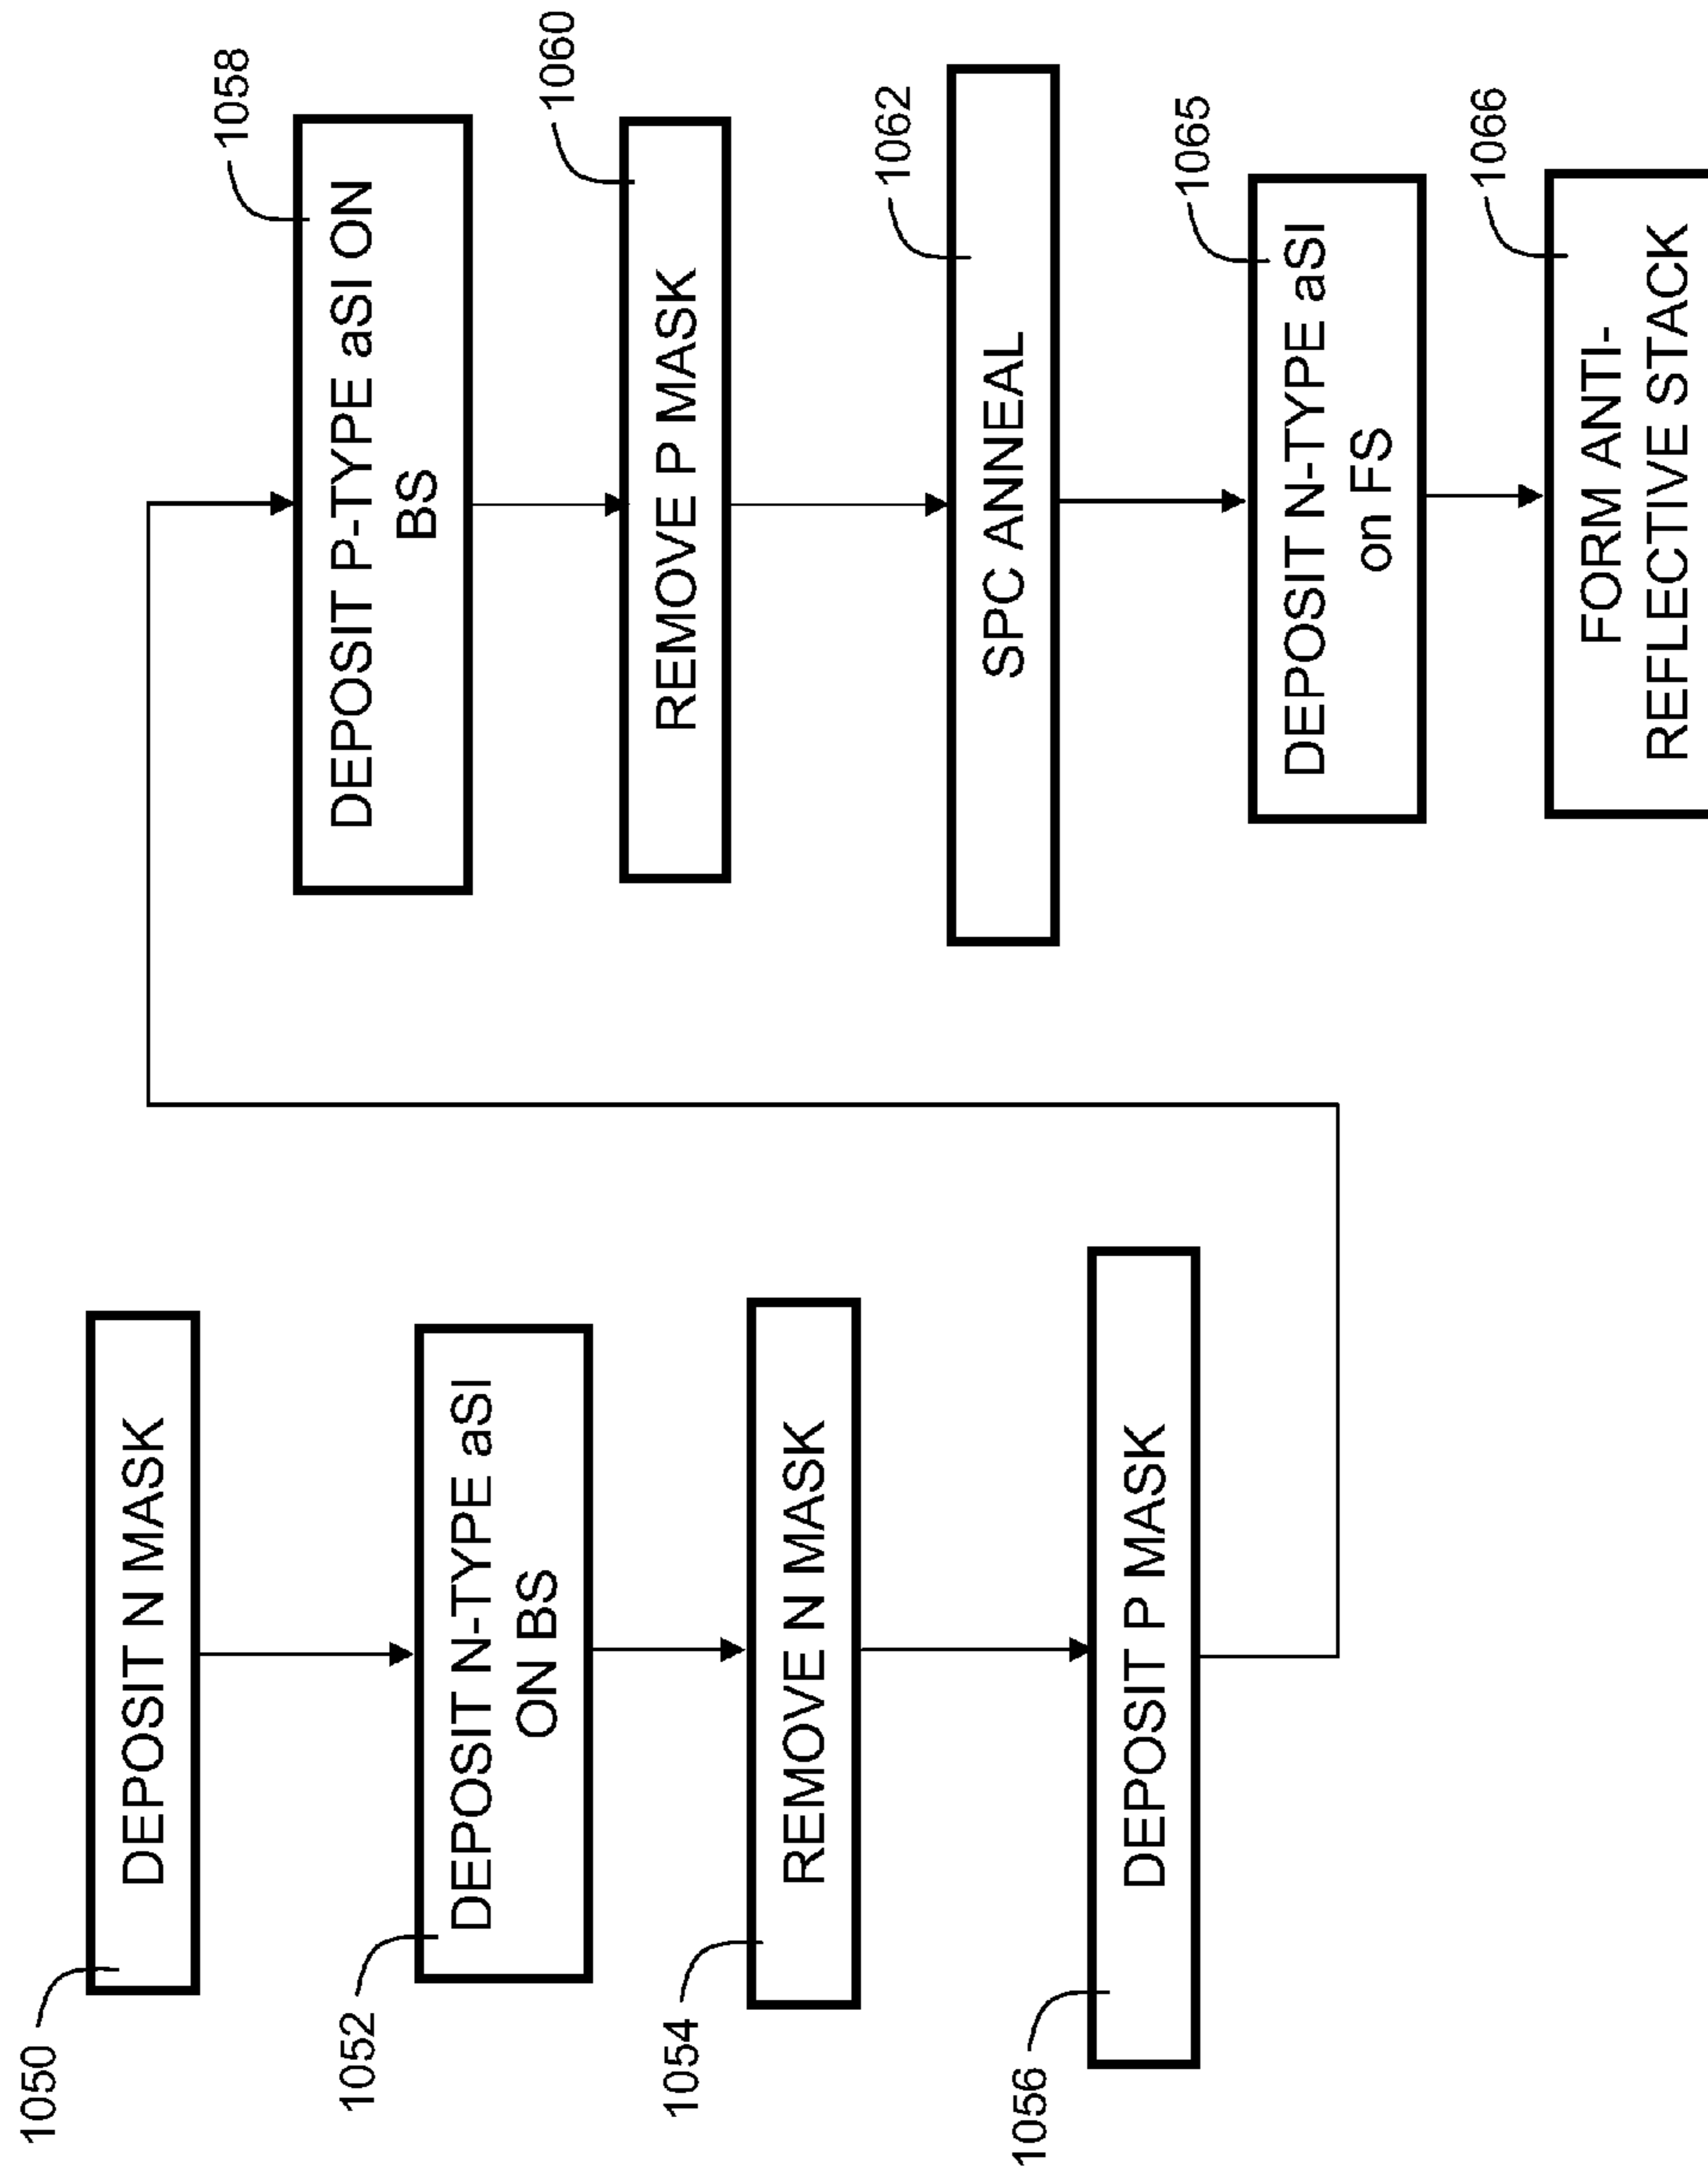 1050
DEPOSIT N MASK
1052
DEPOSIT N-TYPE aSI
ON BS
1054
REMOVE N MASK
1056
DEPOSIT P MASK
1058
DEPOSIT P-TYPE aSI ON
BS
1060
REMOVE P MASK
1062
SPC ANNEAL
1065
DEPOSIT N-TYPE aSI
on FS
1066
FORM ANTI-
REFLECTIVE STACK